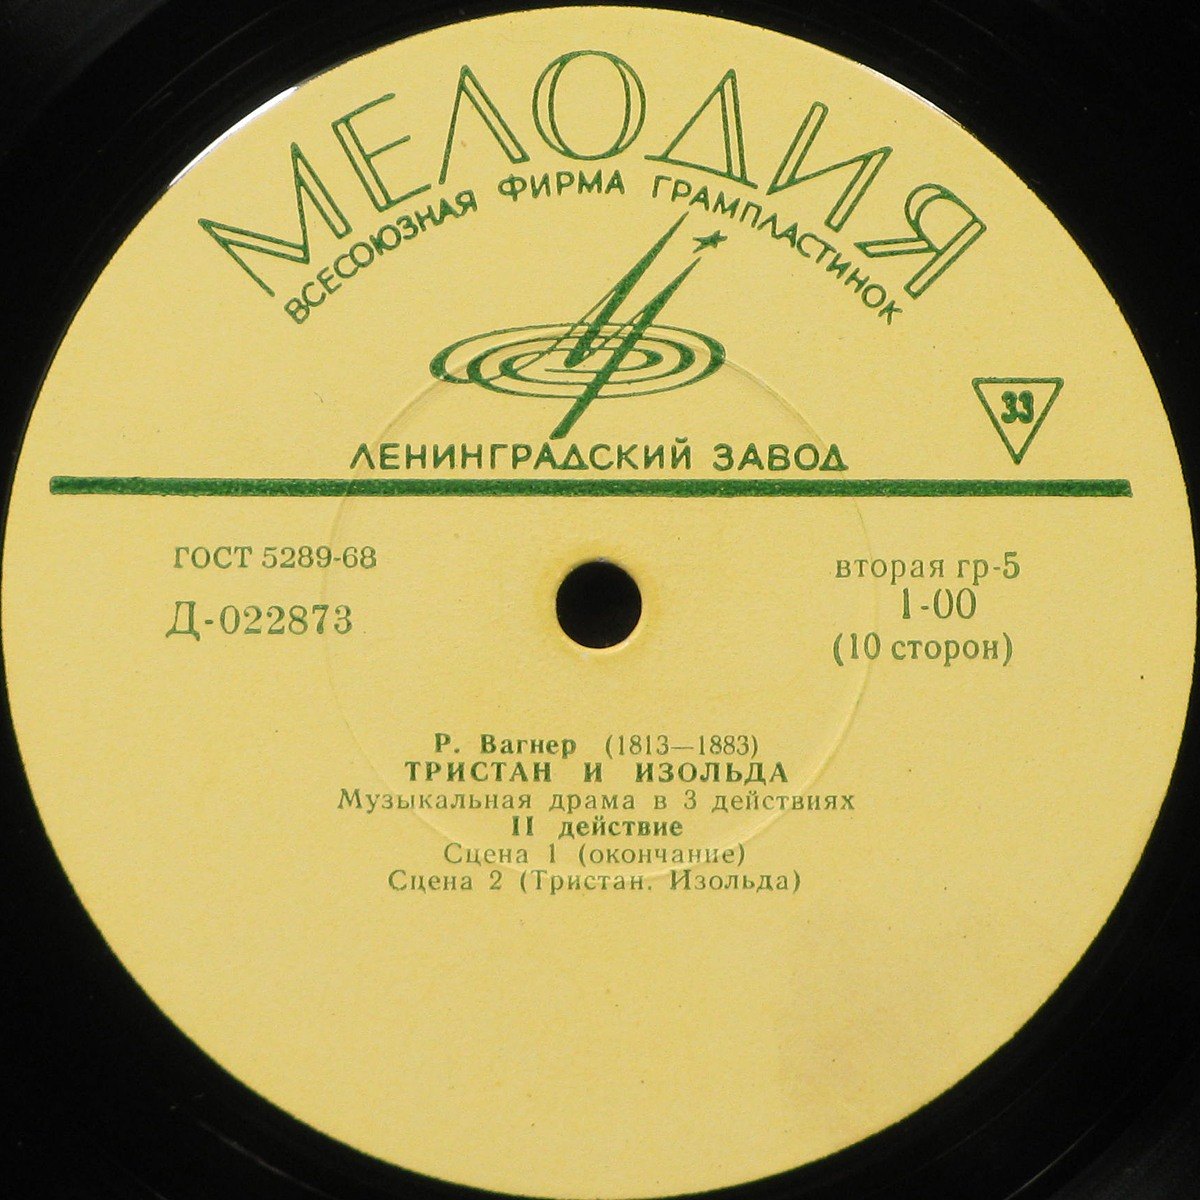 МЕЛОДИЯ
ВСЕСОЮЗНАЯ ФИРМА ГРАМПЛАСТИНОК
33
ЛЕНИНГРАДСКИЙ ЗАВОД
ГОСТ 5289-68
Д-022873
вторая гр-5
1-00
(10 сторон)
Р. Вагнер (1813—1883)
ТРИСТАН И ИЗОЛЬДА
Музыкальная драма в 3 действиях
II действие
Сцена 1 (окончание)
Сцена 2 (Тристан. Изольда)